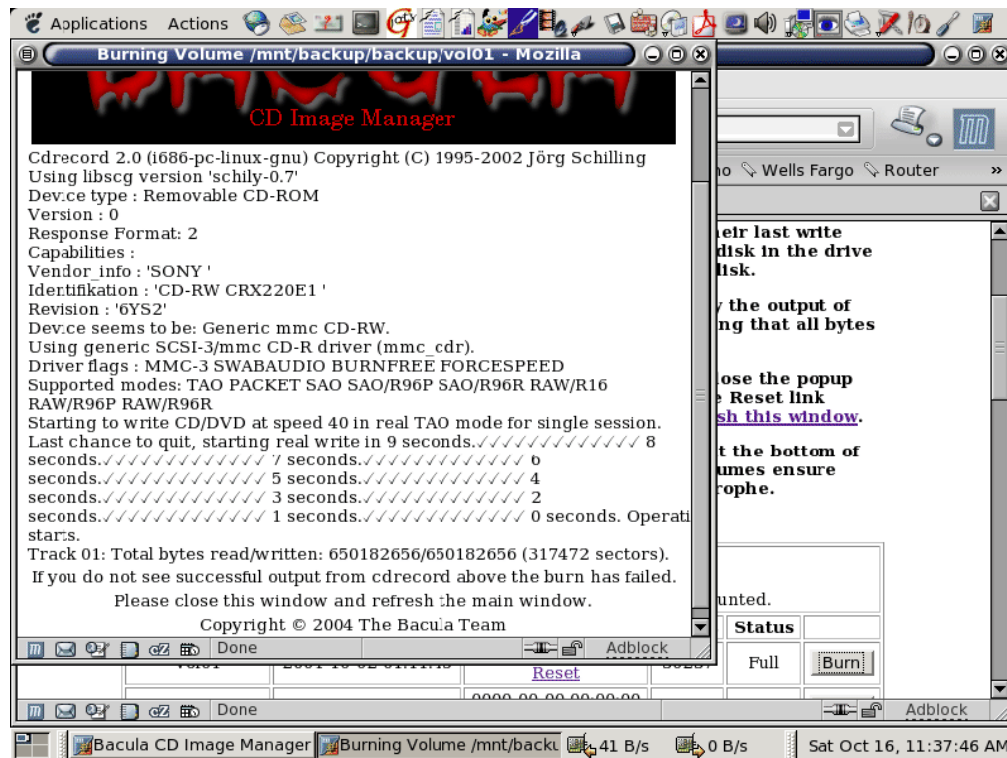 Applications Actions
Burning Volume /mnt/backup/backup/vol01 - Mozilla
CD Image Manager
Cdrecord 2.0 (i686-pc-linux-gnu) Copyright (C) 1995-2002 Jörg Schilling
Using libscg version 'schily-0.7'
Device type : Removable CD-ROM
Version : 0
Response Format: 2
Capabilities :
Vendor_info : 'SONY '
Identifikation : 'CD-RW CRX220E1 '
Revision : '6YS2'
Device seems to be: Generic mmc CD-RW.
Using generic SCSI-3/mmc CD-R driver (mmc_cdr).
Driver flags : MMC-3 SWABAUDIO BURNFREE FORCESPEED
Supported modes: TAO PACKET SAO SAO/R96P SAO/R96R RAW/R16
RAW/R96P RAW/R96R
Starting to write CD/DVD at speed 40 in real TAO mode for single session.
Last chance to quit, starting real write in 9 seconds.✓✓✓✓✓✓✓✓✓✓✓✓✓ 8
seconds.✓✓✓✓✓✓✓✓✓✓✓✓✓ 7 seconds.✓✓✓✓✓✓✓✓✓✓✓✓✓ 6
seconds.✓✓✓✓✓✓✓✓✓✓✓✓✓ 5 seconds.✓✓✓✓✓✓✓✓✓✓✓✓✓ 4
seconds.✓✓✓✓✓✓✓✓✓✓✓✓✓ 3 seconds.✓✓✓✓✓✓✓✓✓✓✓✓✓ 2
seconds.✓✓✓✓✓✓✓✓✓✓✓✓✓ 1 seconds.✓✓✓✓✓✓✓✓✓✓✓✓✓ 0 seconds. Operati
starts.
Track 01: Total bytes read/written: 650182656/650182656 (317472 sectors).
If you do not see successful output from cdrecord above the burn has failed.
Please close this window and refresh the main window.
Copyright © 2004 The Bacula Team
Done Adblock
Wells Fargo Router »
eir last write
disk in the drive
disk.
the output of
ng that all bytes
lose the popup
Reset link
sh this window.
t the bottom of
umes ensure
rophe.
unted.
Status
Reset Full Burn
Done Adblock
Bacula CD Image Manager Burning Volume /mnt/backu 41 B/s 0 B/s Sat Oct 16, 11:37:46 AM